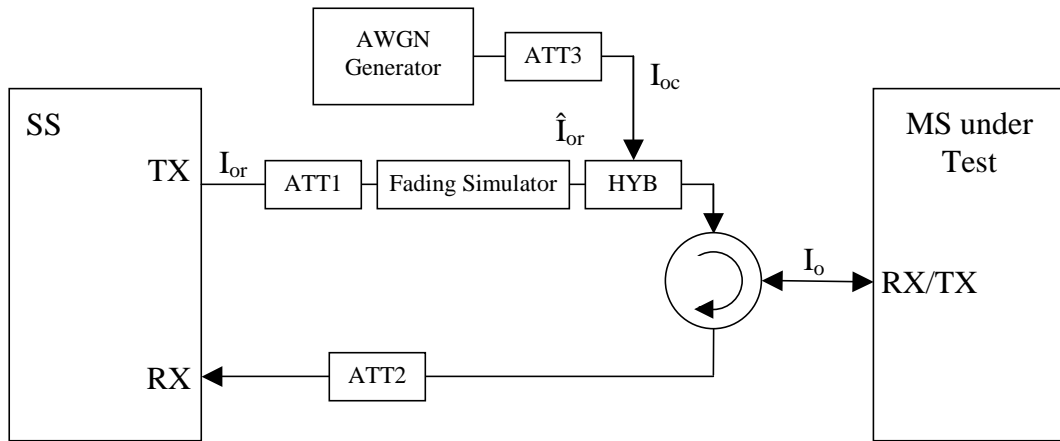 AWGN
Generator
ATT3
I_oc
SS
MS under
Test
Î_or
TX
I_or
ATT1
Fading Simulator
HYB
I_o
RX/TX
RX
ATT2